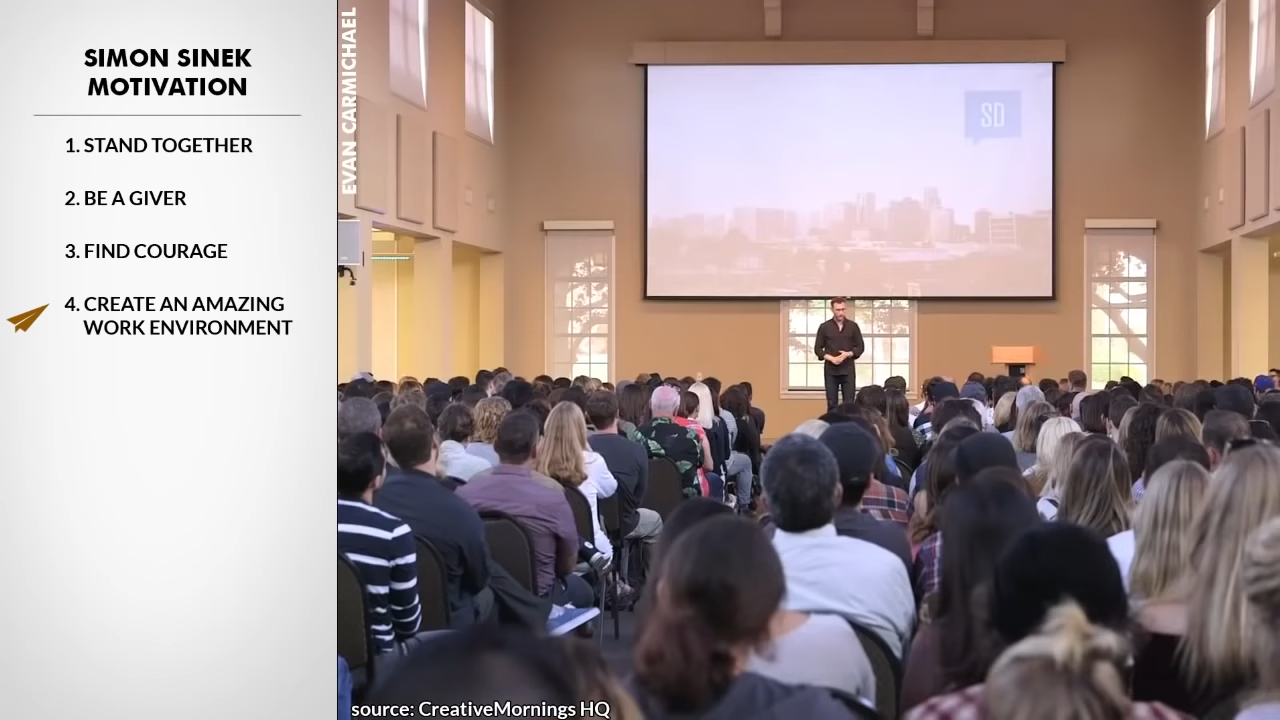 SIMON SINEK
MOTIVATION
1. STAND TOGETHER
2. BE A GIVER
3. FIND COURAGE
4. CREATE AN AMAZING
WORK ENVIRONMENT
EVAN CARMICHAEL
SD
source: CreativeMornings HQ